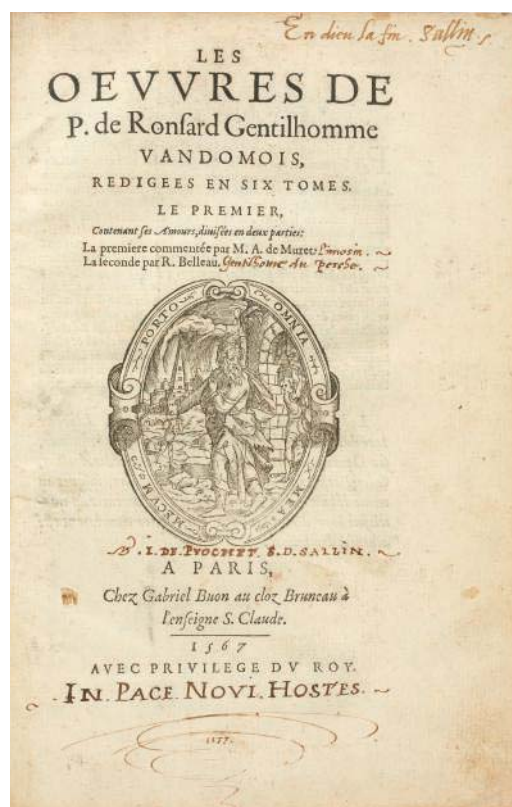 En dieu la fin. Sallin.
LES
OEVVRES DE
P. de Ronſard Gentilhomme
VANDOMOIS,
REDIGEES EN SIX TOMES.
LE PREMIER,
Contenant ſes Amours, diuiſées en deux parties:
La premiere commentée par M. A. de Muret Limosin.
La ſeconde par R. Belleau. Gentilhome du perche.
PORTO OMNIA MEA MECVM
I. DE. PIOCHET. S. D. SALLIN.
A PARIS,
Chez Gabriel Buon au cloz Bruneau à
l'enſeigne S. Claude.
1567
AVEC PRIVILEGE DV ROY.
IN. PACE. NOVI. HOSTES.